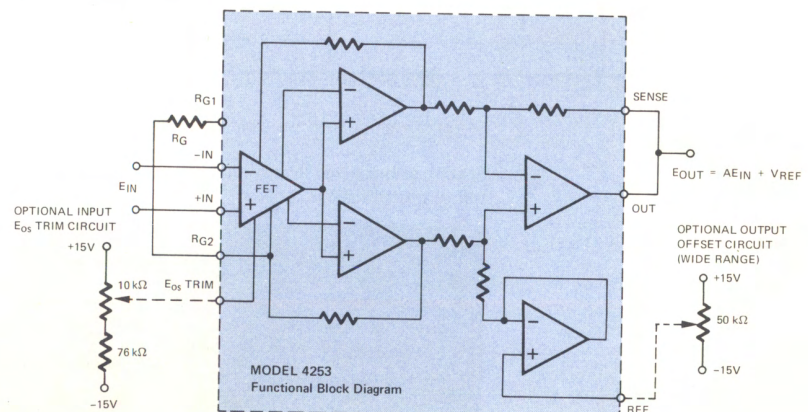 RG1
RG
-IN
EIN
+IN
FET
RG2
EOS TRIM
OPTIONAL INPUT
EOS TRIM CIRCUIT
+15V
10 kΩ
76 kΩ
-15V
SENSE
EOUT = AEIN + VREF
OUT
OPTIONAL OUTPUT
OFFSET CIRCUIT
(WIDE RANGE)
+15V
50 kΩ
-15V
REF
MODEL 4253
Functional Block Diagram